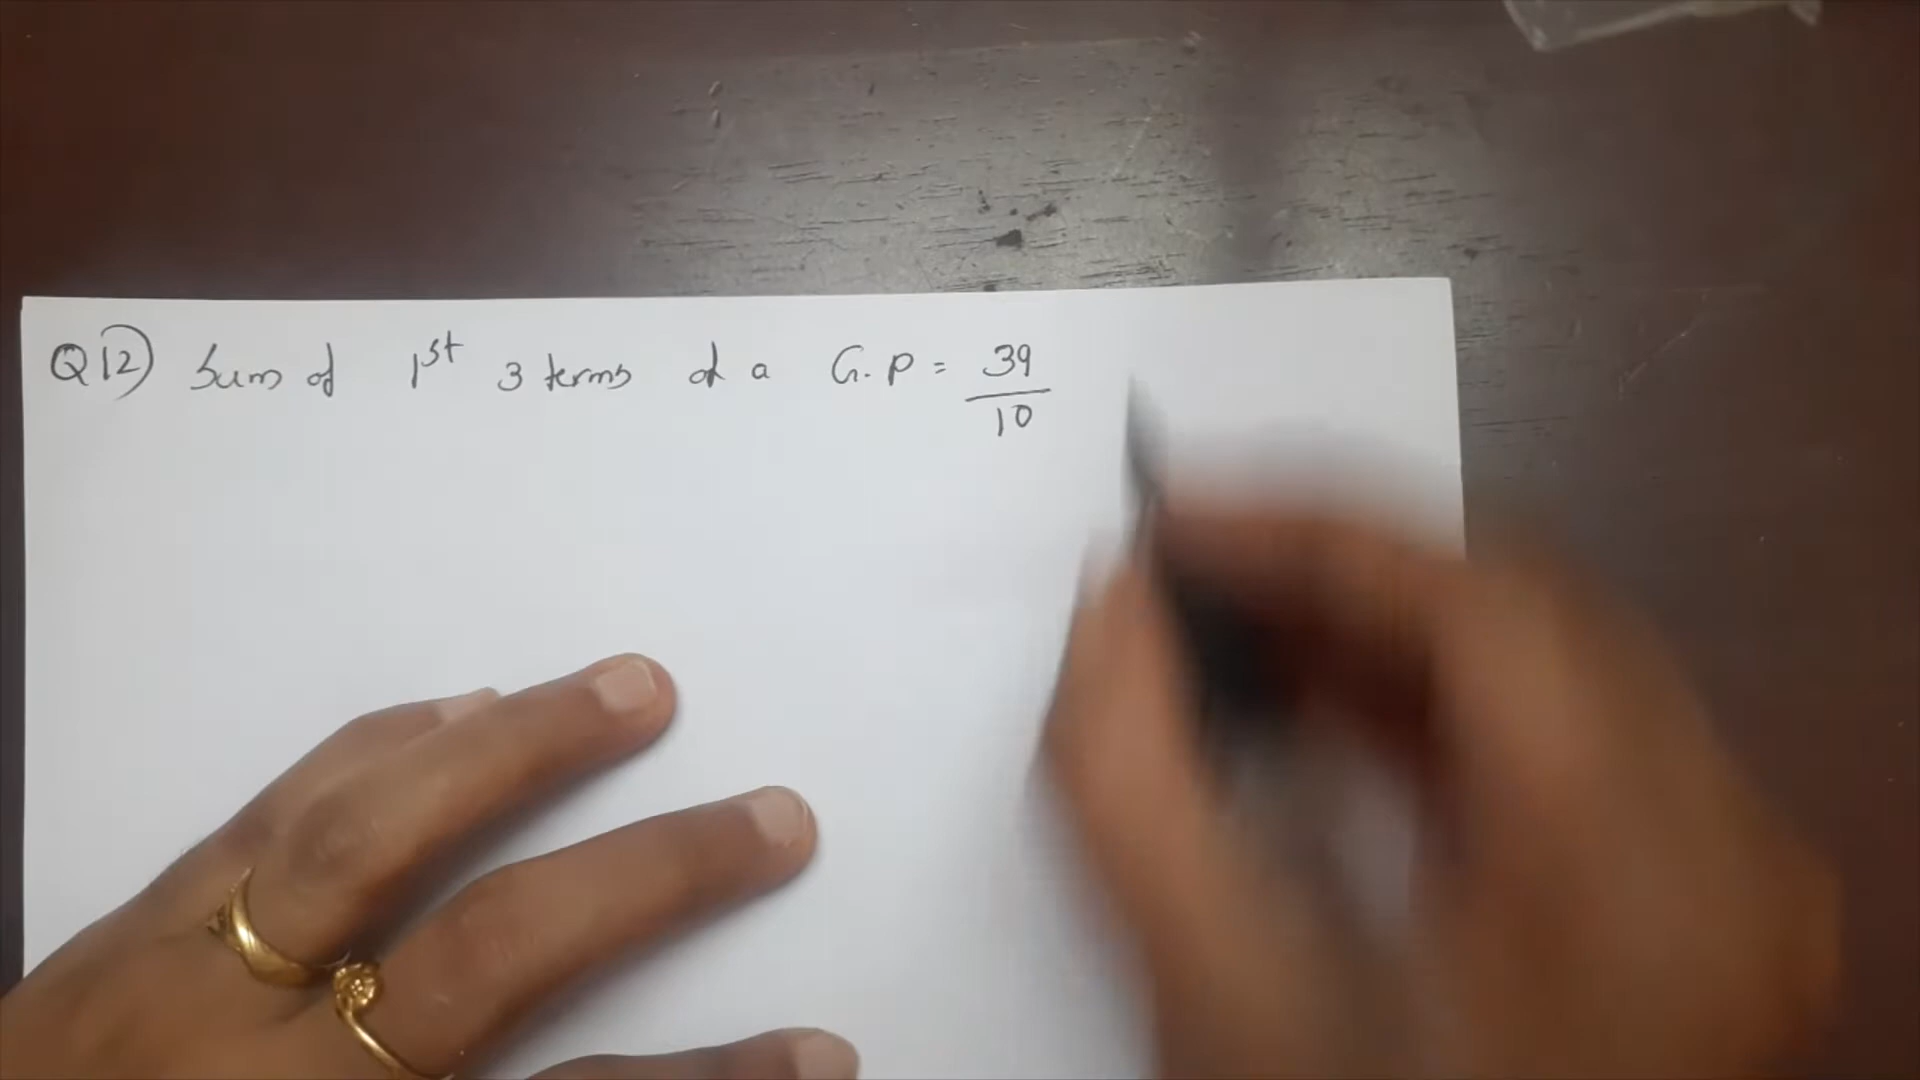 Q12) Sum of 1st 3 terms of a G.P = 39/10